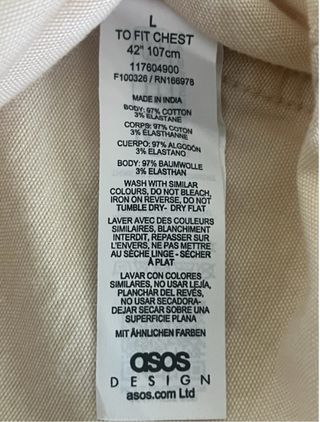 L
TO FIT CHEST
42" 107cm
117604900
F100326 / RN166978
MADE IN INDIA
BODY: 97% COTTON
3% ELASTANE
CORPS: 97% COTON
3% ELASTHANNE
CUERPO: 97% ALGODÓN
3% ELASTANO
BODY: 97% BAUMWOLLE
3% ELASTHAN
WASH WITH SIMILAR
COLOURS, DO NOT BLEACH,
IRON ON REVERSE, DO NOT
TUMBLE DRY- DRY FLAT
LAVER AVEC DES COULEURS
SIMILAIRES, BLANCHIMENT
INTERDIT, REPASSER SUR
L'ENVERS, NE PAS METTRE
AU SÈCHE LINGE - SÉCHER
À PLAT
LAVAR CON COLORES
SIMILARES, NO USAR LEJÍA,
PLANCHAR DEL REVÉS,
NO USAR SECADORA-
DEJAR SECAR SOBRE UNA
SUPERFICIE PLANA
MIT ÄHNLICHEN FARBEN
asos
DESIGN
asos.com Ltd